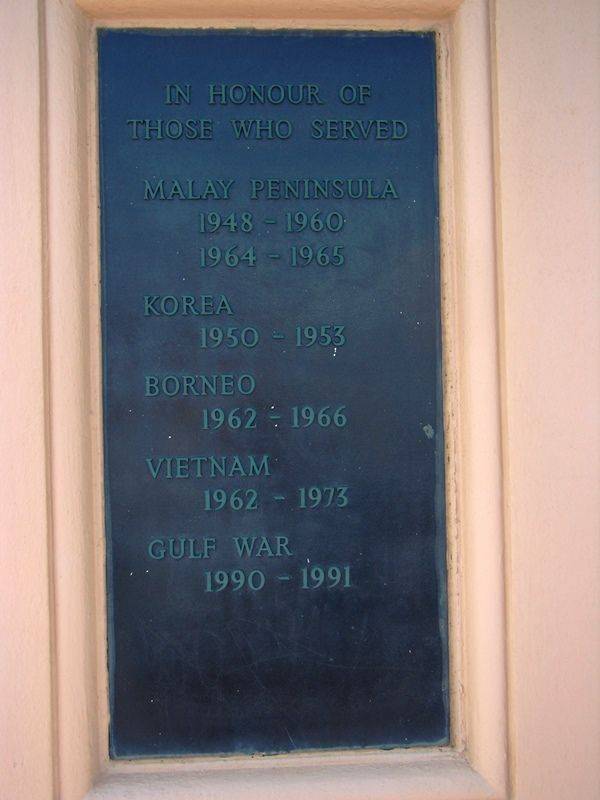 IN HONOUR OF
THOSE WHO SERVED
MALAY PENINSULA
1948 - 1960
1964 - 1965
KOREA
1950 - 1953
BORNEO
1962 - 1966
VIETNAM
1962 - 1973
GULF WAR
1990 - 1991